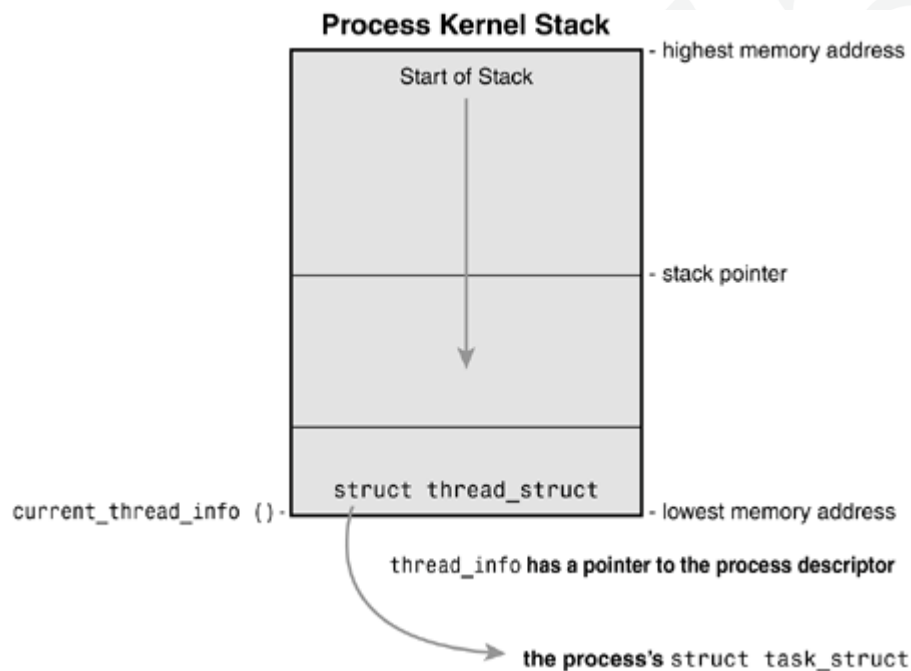 Process Kernel Stack
- highest memory address
Start of Stack
- stack pointer
struct thread_struct
current_thread_info () -
- lowest memory address
thread_info has a pointer to the process descriptor
the process's struct task_struct